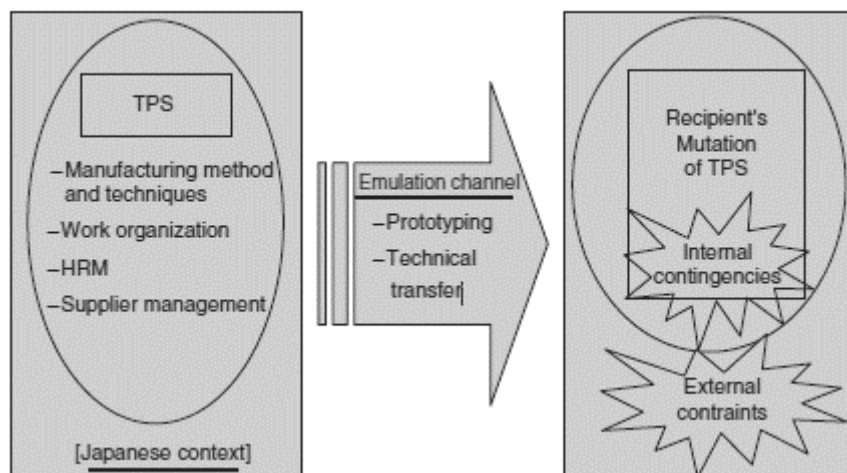 TPS
–Manufacturing method
and techniques
–Work organization
–HRM
–Supplier management
[Japanese context]
Emulation channel
–Prototyping
–Technical
transfer
Recipient's
Mutation
of TPS
Internal
contingencies
External
contraints